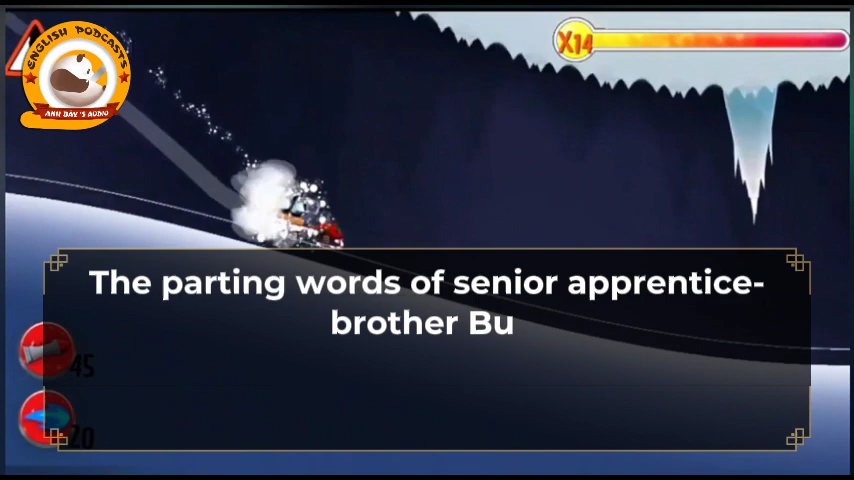 ENGLISH PODCASTS
ANH DAY'S AUDIO
X14
The parting words of senior apprentice-
brother Bu
45
20